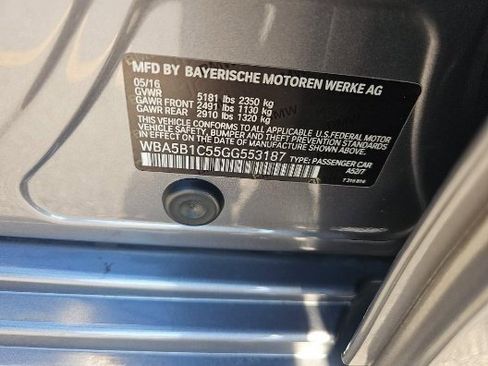 MFD BY BAYERISCHE MOTOREN WERKE AG
05/16
GVWR 5181 lbs 2350 kg
GAWR FRONT 2491 lbs 1130 kg
GAWR REAR 2910 lbs 1320 kg
THIS VEHICLE CONFORMS TO ALL APPLICABLE U.S.FEDERAL MOTOR
VEHICLE SAFETY, BUMPER, AND THEFT PREVENTION STANDARDS
IN EFFECT ON THE DATE OF MANUFACTURE SHOWN ABOVE.
WBA5B1C55GG553187 TYPE: PASSENGER CAR
A52/7